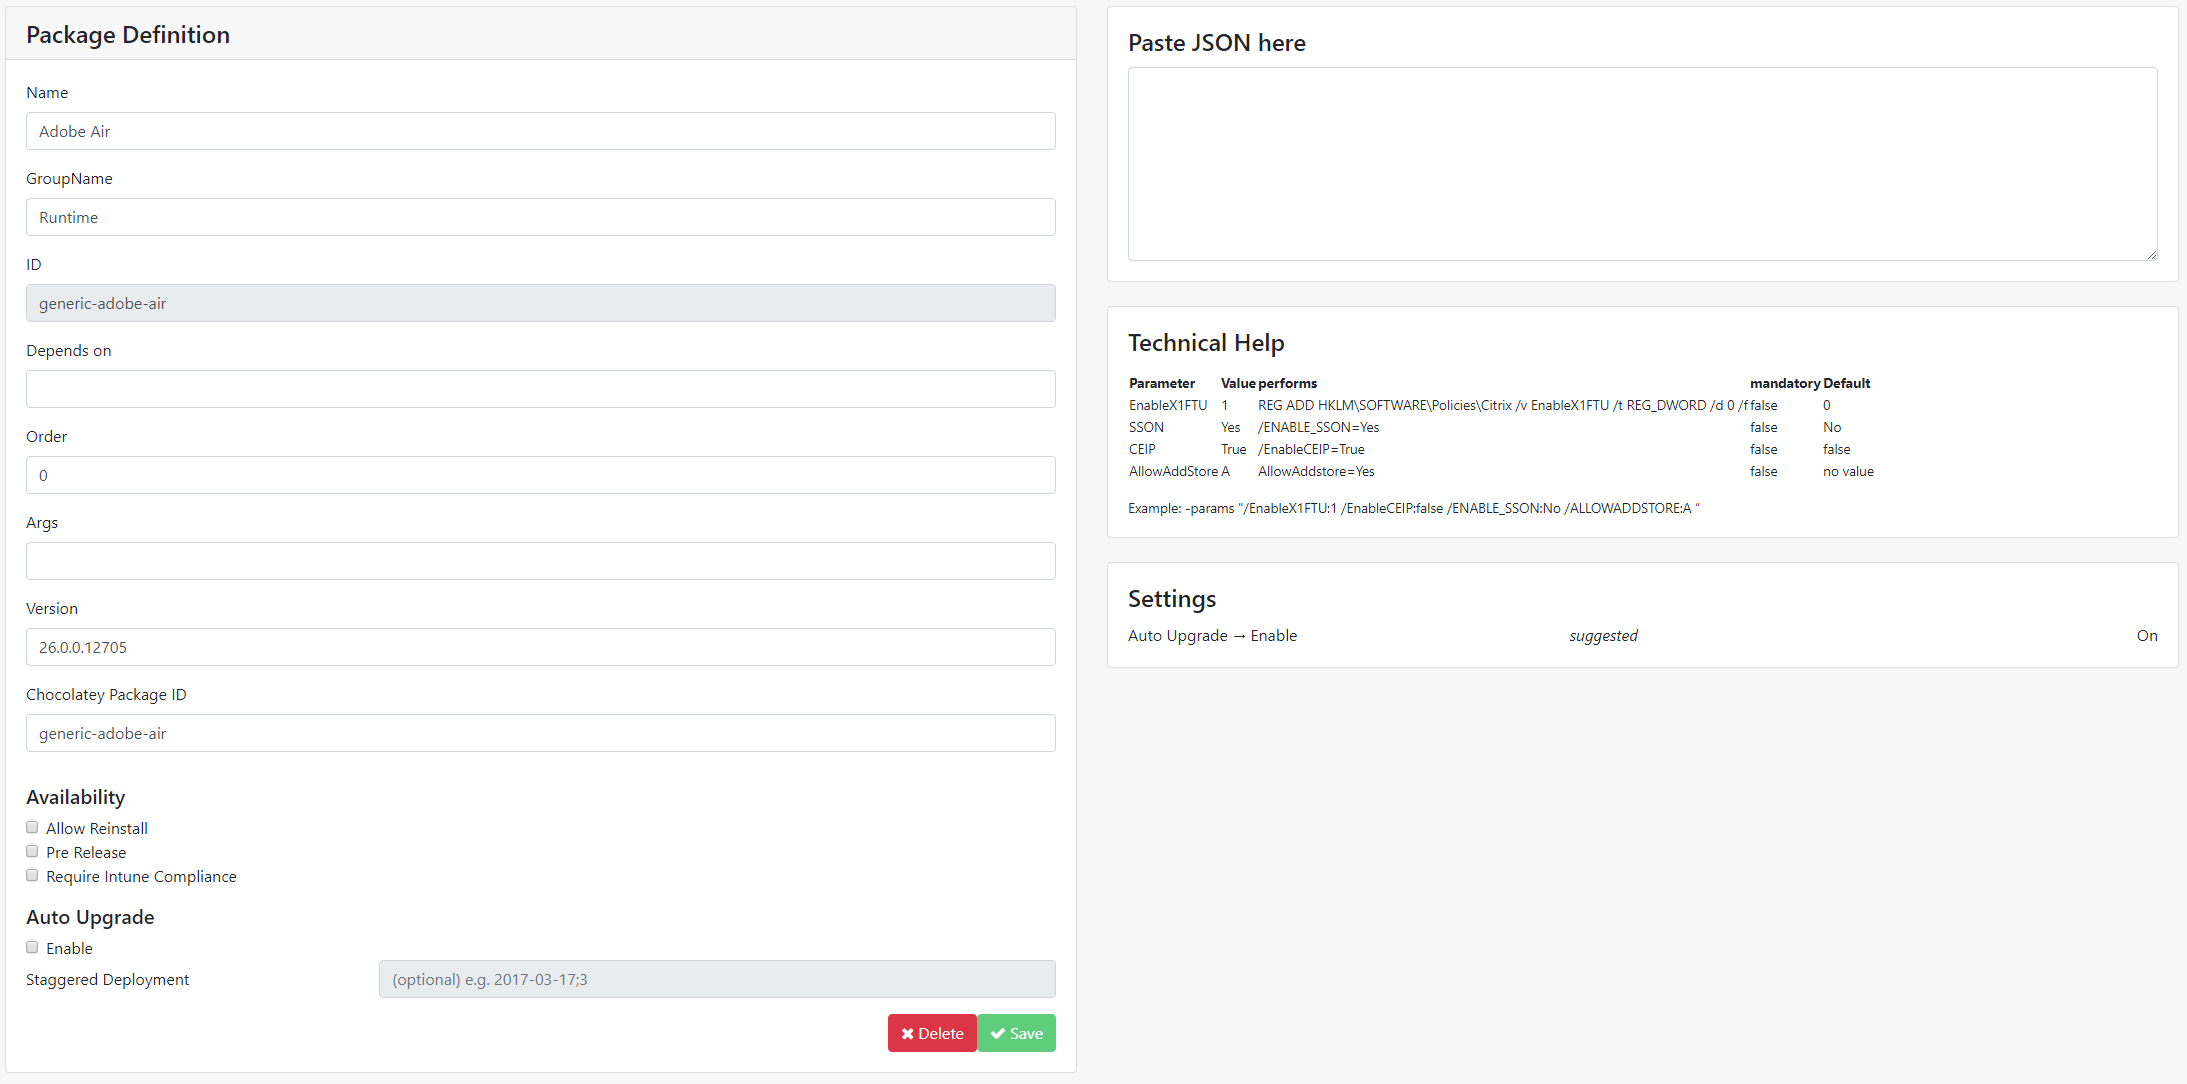 Package Definition
Name
Adobe Air
GroupName
Runtime
ID
generic-adobe-air
Depends on
Order
0
Args
Version
26.0.0.12705
Chocolatey Package ID
generic-adobe-air
Availability
Allow Reinstall
Pre Release
Require Intune Compliance
Auto Upgrade
Enable
Staggered Deployment (optional) e.g. 2017-03-17;3
Delete Save
Paste JSON here
Technical Help
Parameter Value performs mandatory Default
EnableX1FTU 1 REG ADD HKLM\SOFTWARE\Policies\Citrix /v EnableX1FTU /t REG_DWORD /d 0 /f false 0
SSON Yes /ENABLE_SSON=Yes false No
CEIP True /EnableCEIP=True false false
AllowAddStore A AllowAddstore=Yes false no value
Example: -params "/EnableX1FTU:1 /EnableCEIP:false /ENABLE_SSON:No /ALLOWADDSTORE:A “
Settings
Auto Upgrade → Enable suggested On